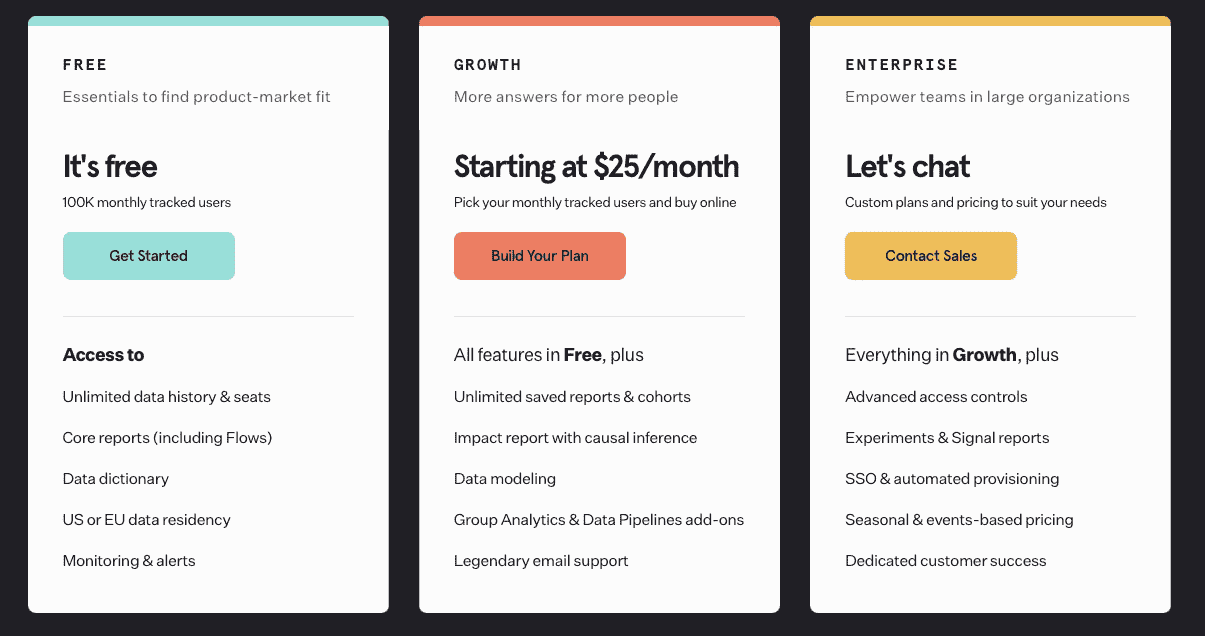 FREE
Essentials to find product-market fit
It's free
100K monthly tracked users
Get Started
Access to
Unlimited data history & seats
Core reports (including Flows)
Data dictionary
US or EU data residency
Monitoring & alerts
GROWTH
More answers for more people
Starting at $25/month
Pick your monthly tracked users and buy online
Build Your Plan
All features in Free, plus
Unlimited saved reports & cohorts
Impact report with causal inference
Data modeling
Group Analytics & Data Pipelines add-ons
Legendary email support
ENTERPRISE
Empower teams in large organizations
Let's chat
Custom plans and pricing to suit your needs
Contact Sales
Everything in Growth, plus
Advanced access controls
Experiments & Signal reports
SSO & automated provisioning
Seasonal & events-based pricing
Dedicated customer success